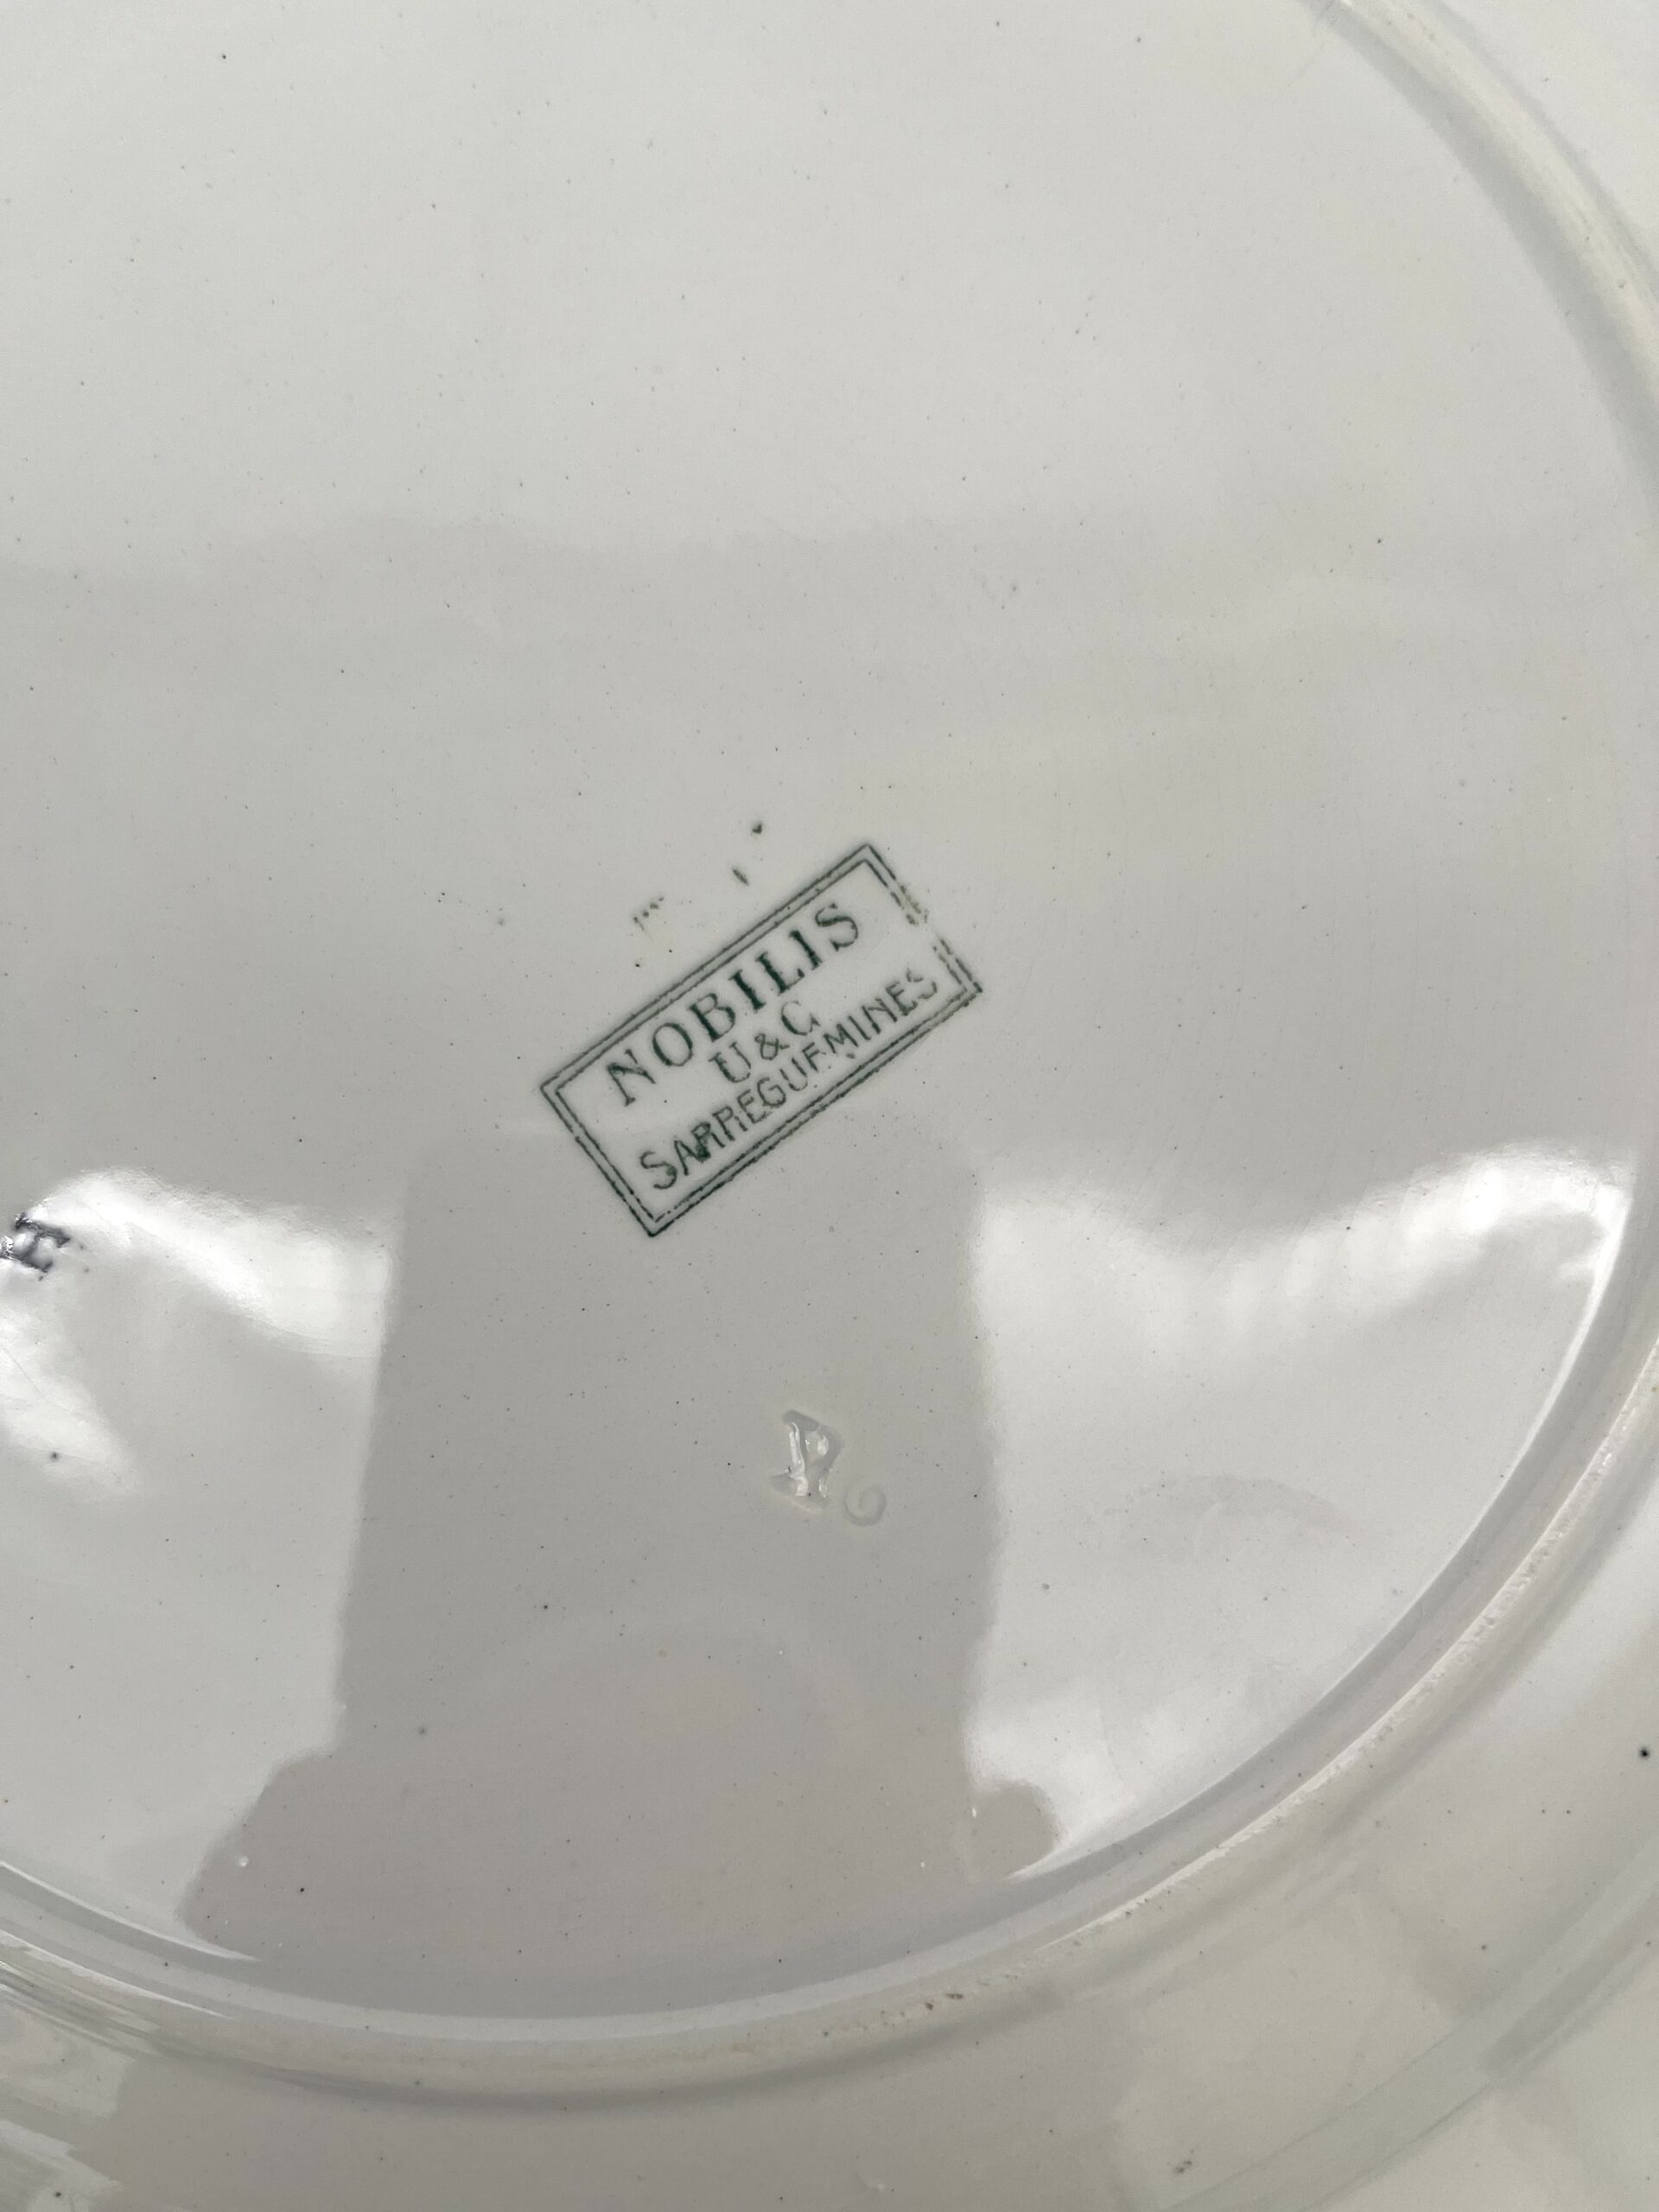 NOBILIS
U & C
SARREGUEMINES
P